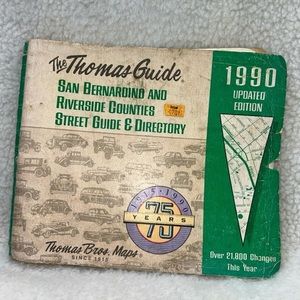 The Thomas Guide®
San Bernardino and
Riverside Counties
Street Guide & Directory
1990
UPDATED
EDITION
1915-1990
75
YEARS
Thomas Bros. Maps®
SINCE 1915
Over 21,000 Changes
This Year